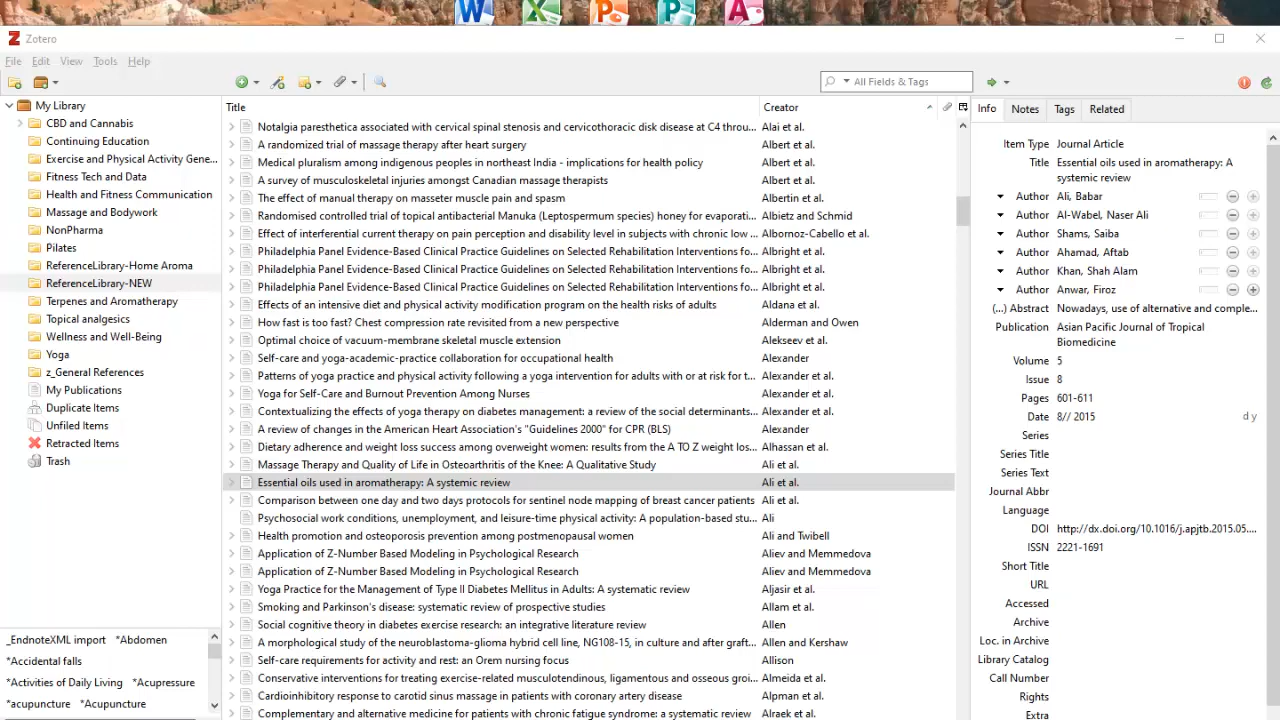 Zotero
File Edit View Tools Help
All Fields & Tags
My Library
CBD and Cannabis
Continuing Education
Exercise and Physical Activity Gene...
Fitness Tech and Data
Health and Fitness Communication
Massage and Bodywork
NonPharma
Pilates
ReferenceLibrary-Home Aroma
ReferenceLibrary-NEW
Terpenes and Aromatherapy
Topical analgesics
Wellness and Well-Being
Yoga
z_General References
My Publications
Duplicate Items
Unfiled Items
Retracted Items
Trash
_EndnoteXML import *Abdomen
*Accidental falls
*Activities of Daily Living *Acupressure
*acupuncture *Acupuncture
Title Creator
Notalgia paresthetica associated with cervical spinal stenosis and cervicothoracic disk disease at C4 throu... Alai et al.
A randomized trial of massage therapy after heart surgery Albert et al.
Medical pluralism among indigenous peoples in northeast India - implications for health policy Albert et al.
A survey of musculoskeletal injuries amongst Canadian massage therapists Albert et al.
The effect of manual therapy on masseter muscle pain and spasm Albertin et al.
Randomised controlled trial of topical antibacterial Manuka (Leptospermum species) honey for evaporati... Albietz and Schmid
Effect of interferential current therapy on pain perception and disability level in subjects with chronic low ... Albornoz-Cabello et al.
Philadelphia Panel Evidence-Based Clinical Practice Guidelines on Selected Rehabilitation Interventions fo... Albright et al.
Philadelphia Panel Evidence-Based Clinical Practice Guidelines on Selected Rehabilitation Interventions fo... Albright et al.
Philadelphia Panel Evidence-Based Clinical Practice Guidelines on Selected Rehabilitation Interventions fo... Albright et al.
Effects of an intensive diet and physical activity modification program on the health risks of adults Aldana et al.
How fast is too fast? Chest compression rate revisited from a new perspective Alderman and Owen
Optimal structure of vacuum-membrane skeletal muscle extension Alekseev et al.
Self-care and yoga-academic-practice collaboration for occupational health Alexander
Patterns of yoga practice and physical activity following a yoga intervention for adults with or at risk for t... Alexander et al.
Yoga for Self-Care and Burnout Prevention Among Nurses Alexander et al.
Contextualizing the effects of yoga therapy on diabetes management: a review of the social determinants... Alexander et al.
A review of changes in the American Heart Association's "Guidelines 2000" for CPR (BLS) Alexander
Dietary adherence and weight loss success among overweight women: results from the A TO Z weight los... Alhassan et al.
Massage Therapy and Quality of Life in Osteoarthritis of the Knee: A Qualitative Study Ali et al.
Essential oils used in aromatherapy: A systemic review Ali et al.
Comparison between one day and two days protocols for sentinel node mapping of breast cancer patients Ali et al.
Psychosocial work conditions, unemployment, and leisure-time physical activity: A population-based stu... Ali
Health promotion and osteoporosis prevention among postmenopausal women Ali and Twibell
Application of Z-Number Based Modeling in Psychological Research Aliev and Memmedova
Application of Z-Number Based Modeling in Psychological Research Aliev and Memmedova
Yoga Practice for the Management of Type II Diabetes Mellitus in Adults: A systematic review Aljasir et al.
Smoking and Parkinson's disease: systematic review of prospective studies Allam et al.
Social cognitive theory in diabetes exercise research: an integrative literature review Allen
A morphological study of the neuroblastoma-glioma hybrid cell line, NG108-15, in culture and after graft... Allen and Kershaw
Self-care requirements for activity and rest: an Orem nursing focus Allison
Conservative interventions for treating exercise-related musculotendinous, ligamentous and osseous groi... Almeida et al.
Cardioinhibitory response to carotid sinus massage in patients with coronary artery disease Alpman et al.
Complementary and alternative medicine for patients with chronic fatigue syndrome: a systematic review Alraek et al.
Info Notes Tags Related
Item Type Journal Article
Title Essential oils used in aromatherapy: A
systemic review
Author Ali, Babar
Author Al-Wabel, Naser Ali
Author Shams, Saiba
Author Ahamad, Aftab
Author Khan, Shah Alam
Author Anwar, Firoz
(...) Abstract Nowadays, use of alternative and comple...
Publication Asian Pacific Journal of Tropical
Biomedicine
Volume 5
Issue 8
Pages 601-611
Date 8// 2015 d y
Series
Series Title
Series Text
Journal Abbr
Language
DOI http://dx.doi.org/10.1016/j.apjtb.2015.05....
ISSN 2221-1691
Short Title
URL
Accessed
Archive
Loc. in Archive
Library Catalog
Call Number
Rights
Extra